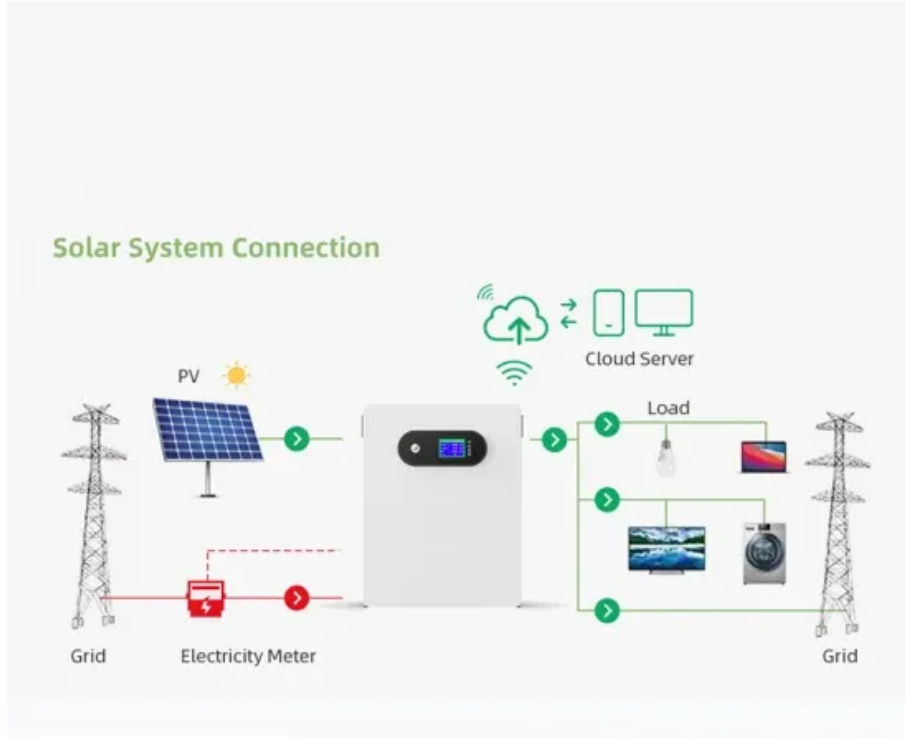 Solar System Connection
Cloud Server
PV
Load
Grid
Electricity Meter
Grid